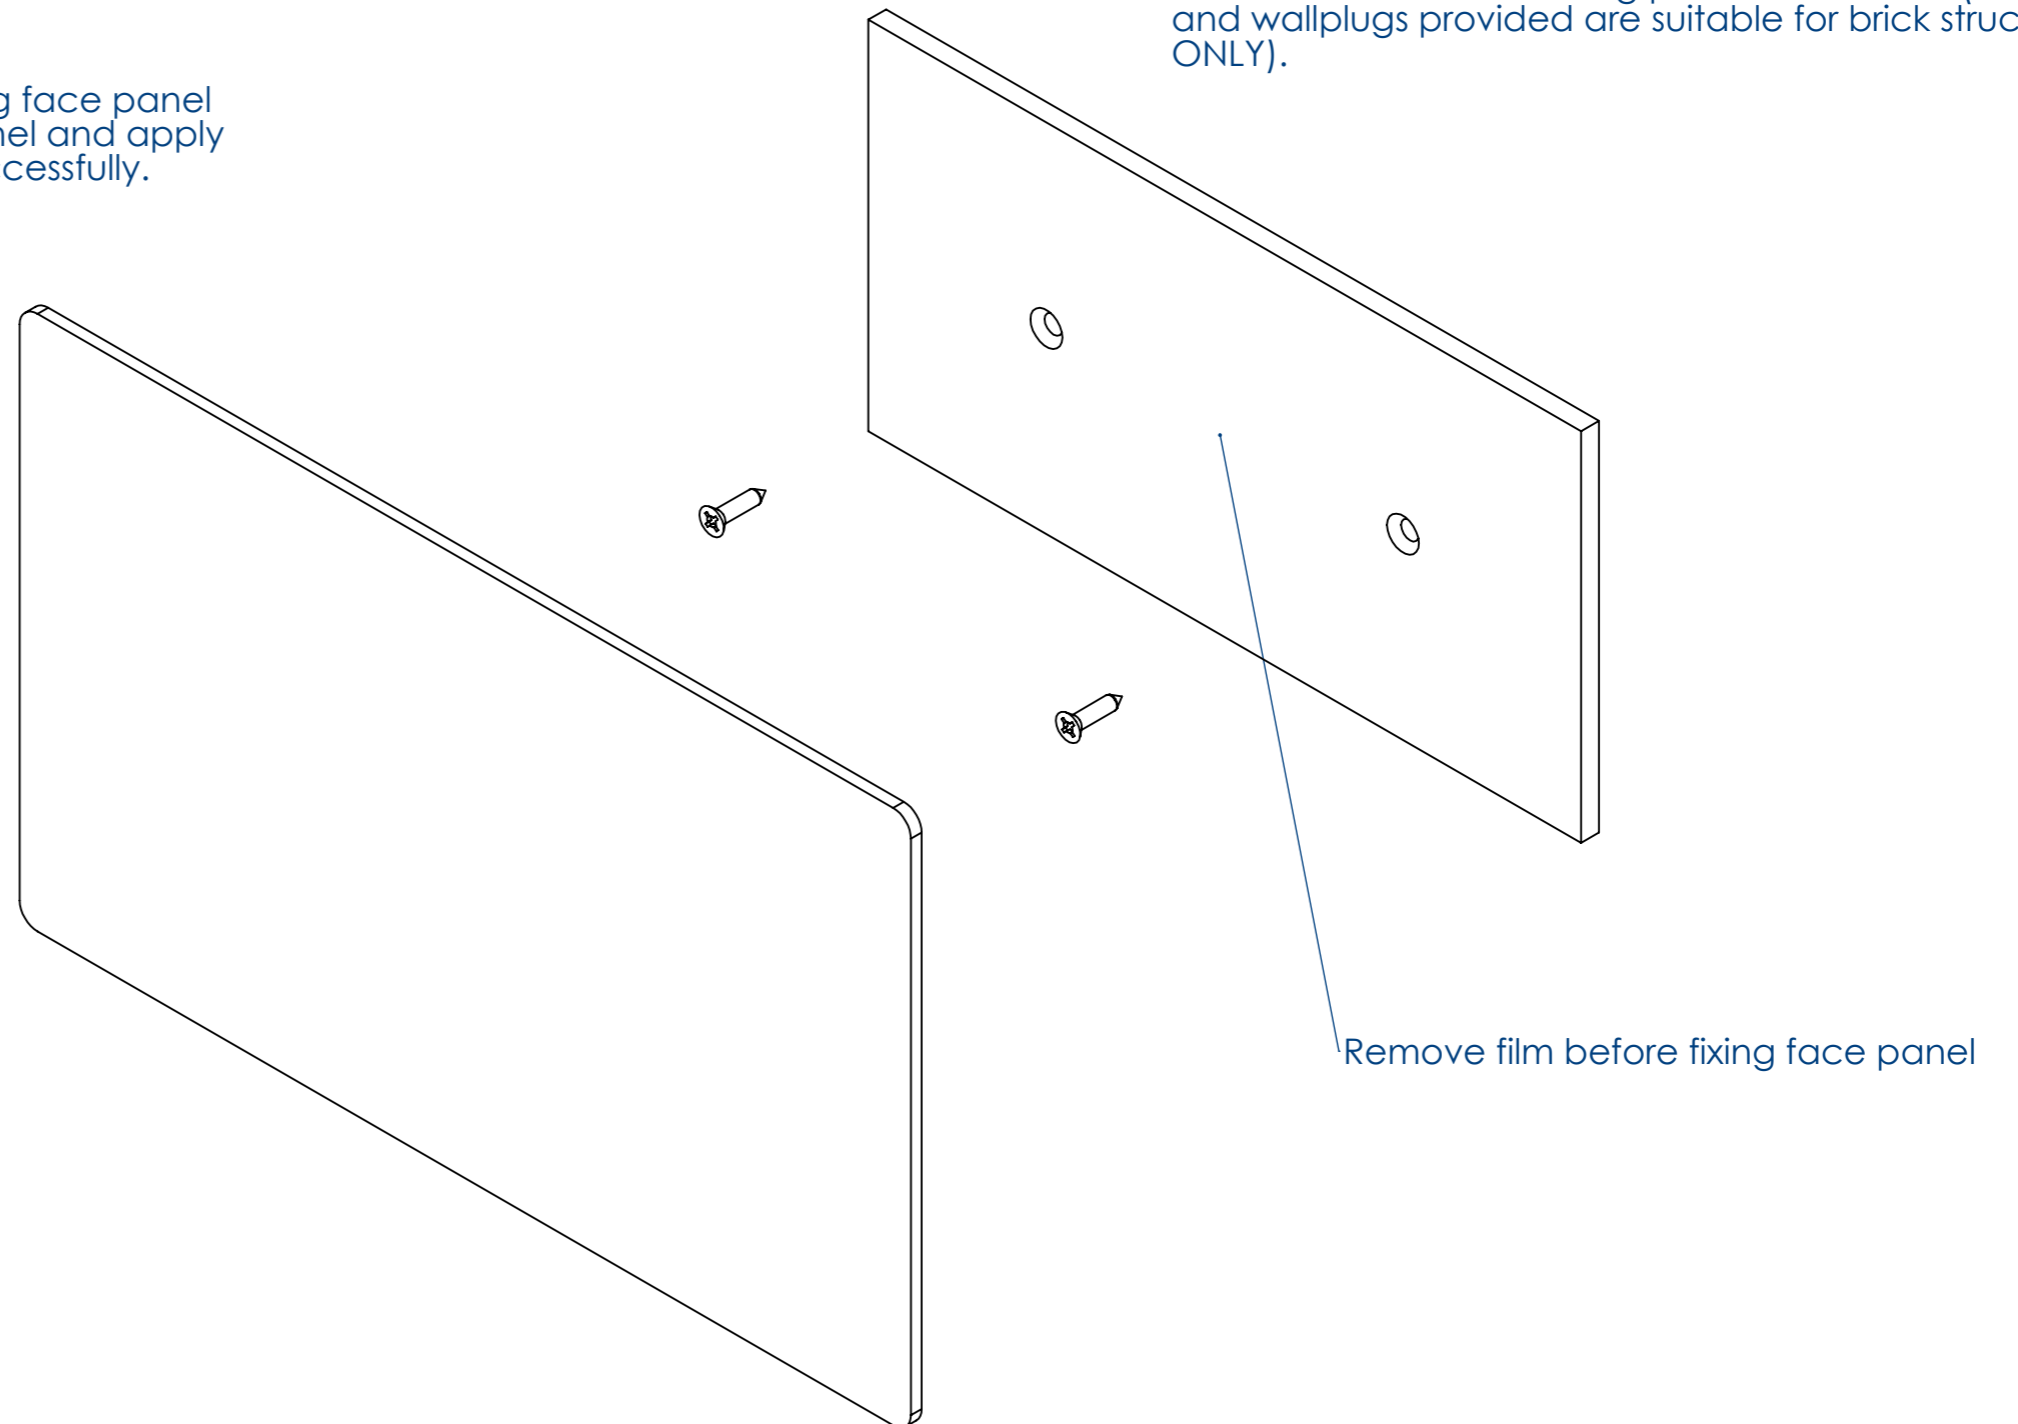 and wallplugs provided are suitable for brick struc
ONLY).
g face panel
nel and apply
cessfully.
Remove film before fixing face panel